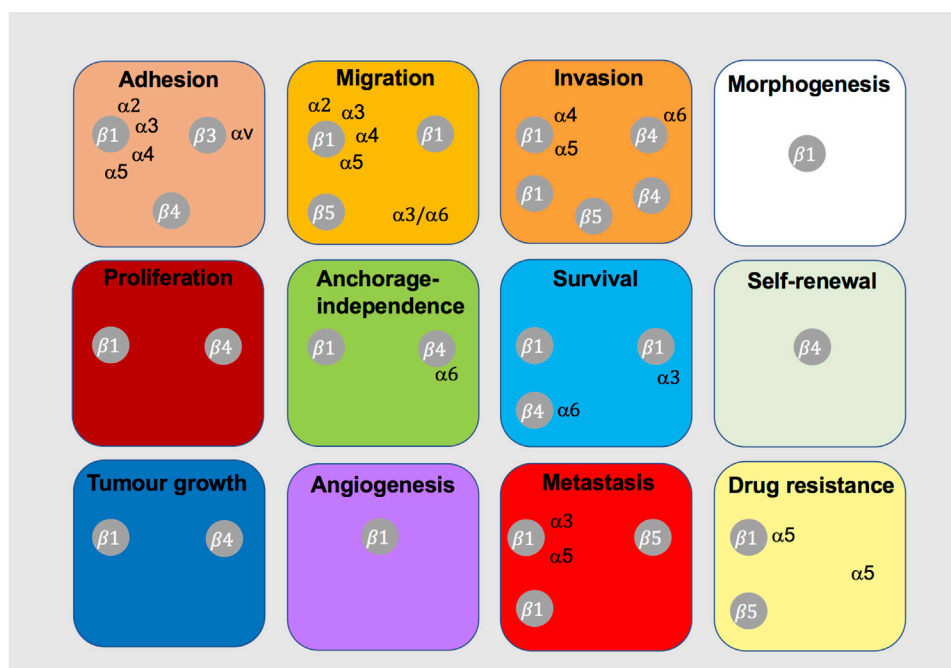 Adhesion
α2
β1
α3
α4
α5
β3
αv
β4
Migration
α2
α3
β1
α4
α5
β1
β5
α3/α6
Invasion
β1
α4
α5
β4
α6
β1
β5
β4
Morphogenesis
β1
Proliferation
β1
β4
Anchorage-
independence
β1
β4
α6
Survival
β1
β1
α3
β4
α6
Self-renewal
β4
Tumour growth
β1
β4
Angiogenesis
β1
Metastasis
β1
α3
α5
β5
β1
Drug resistance
β1
α5
α5
β5